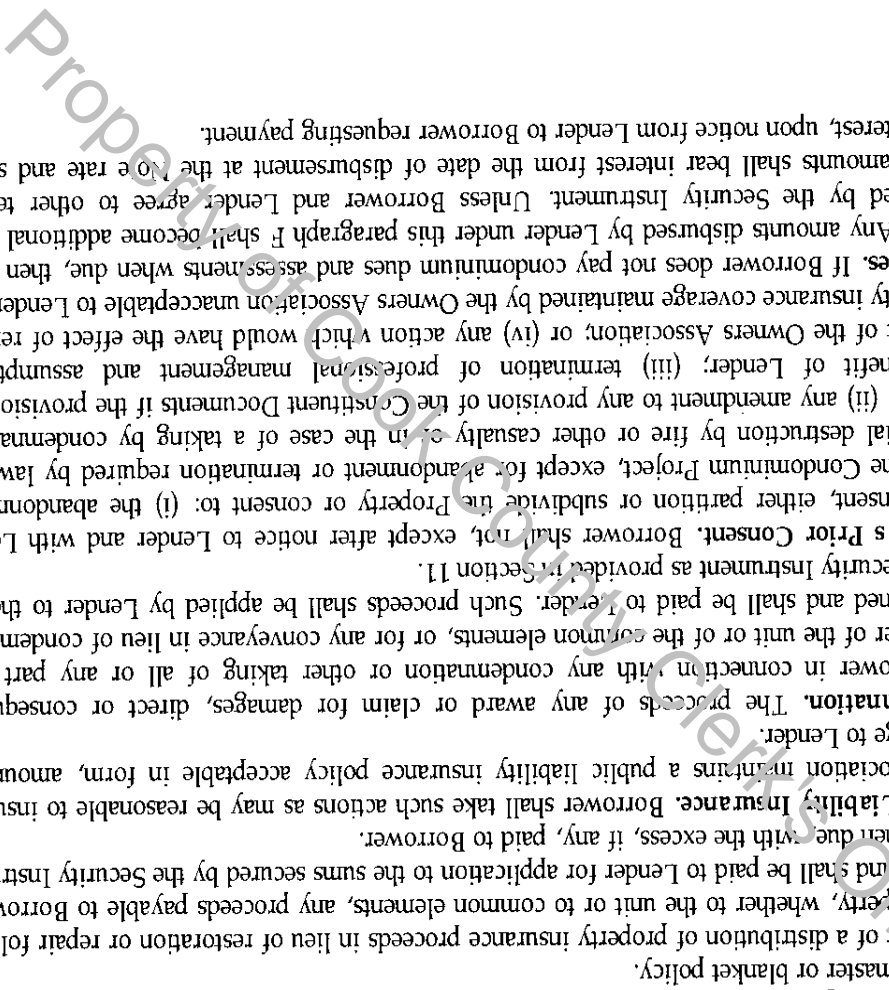 master or blanket policy.
of a distribution of property insurance proceeds in lieu of restoration or repair fol
perty, whether to the unit or to common elements, any proceeds payable to Borrow
and shall be paid to Lender for application to the sums secured by the Security Instr
hen due, with the excess, if any, paid to Borrower.
Liability Insurance. Borrower shall take such actions as may be reasonable to insu
ociation maintains a public liability insurance policy acceptable in form, amoun
ge to Lender.
nnation. The proceeds of any award or claim for damages, direct or consequ
ower in connection with any condemnation or other taking of all or any part
er of the unit or of the common elements, or for any conveyance in lieu of condem
ned and shall be paid to Lender. Such proceeds shall be applied by Lender to th
ecurity Instrument as provided in Section 11.
s Prior Consent. Borrower shall not, except after notice to Lender and with L
nsent, either partition or subdivide the Property or consent to: (i) the abandonm
ne Condominium Project, except for abandonment or termination required by law
ial destruction by fire or other casualty or in the case of a taking by condemna
(ii) any amendment to any provision of the Constituent Documents if the provisio
nefit of Lender; (iii) termination of professional management and assumpt
t of the Owners Association; or (iv) any action which would have the effect of re
ty insurance coverage maintained by the Owners Association unacceptable to Lender
es. If Borrower does not pay condominium dues and assessments when due, then
Any amounts disbursed by Lender under this paragraph F shall become additional
ed by the Security Instrument. Unless Borrower and Lender agree to other te
amounts shall bear interest from the date of disbursement at the Note rate and s
terest, upon notice from Lender to Borrower requesting payment.
Property of Cook County Clerk's Of